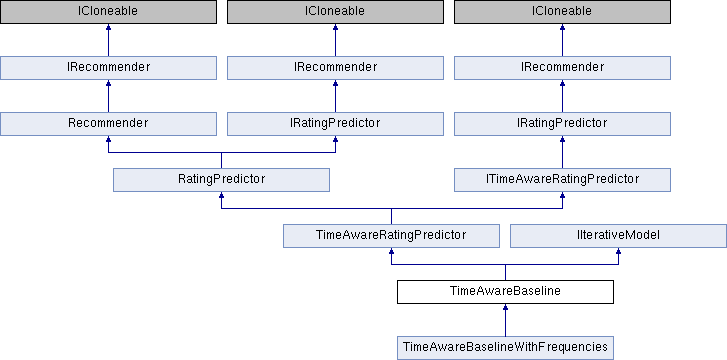 ICloneable
ICloneable
ICloneable
IRecommender
IRecommender
IRecommender
Recommender
IRatingPredictor
IRatingPredictor
RatingPredictor
ITimeAwareRatingPredictor
TimeAwareRatingPredictor
IIterativeModel
TimeAwareBaseline
TimeAwareBaselineWithFrequencies